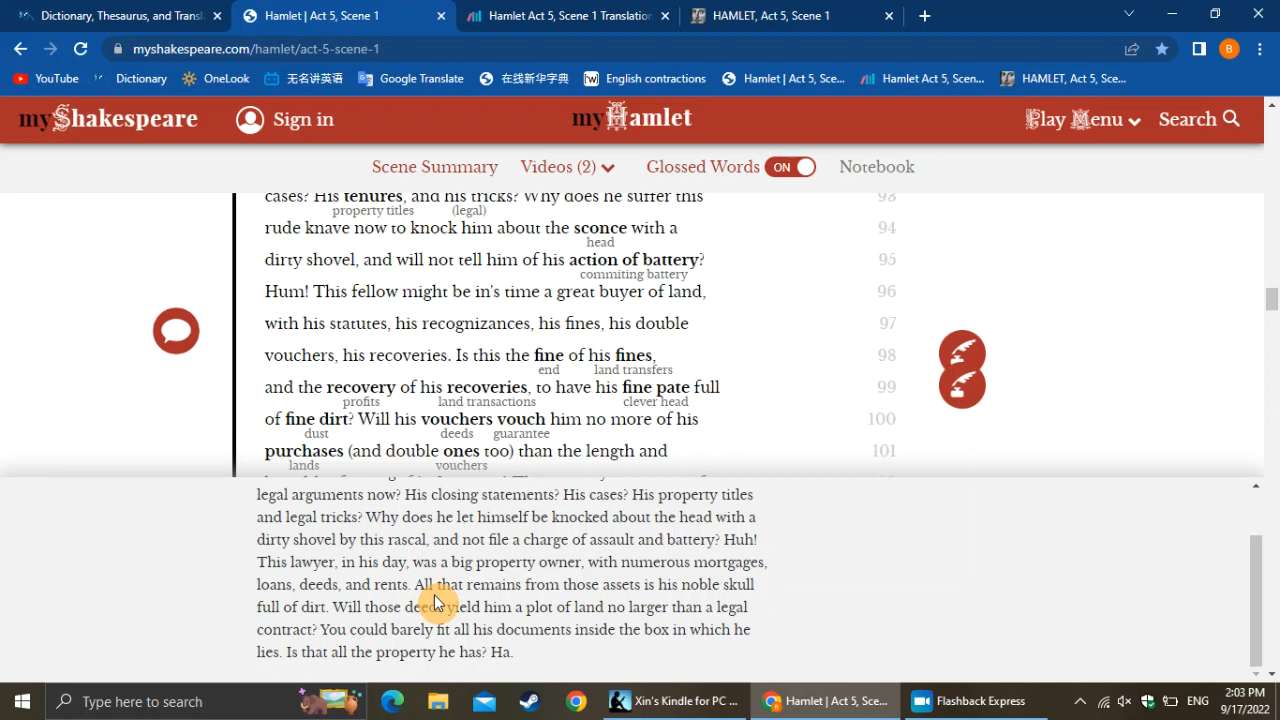 Dictionary, Thesaurus, and Trans
Hamlet | Act 5, Scene 1
Hamlet Act 5, Scene 1 Translation
HAMLET, Act 5, Scene 1
myshakespeare.com/hamlet/act-5-scene-1
B
YouTube
Dictionary
OneLook
无名讲英语
Google Translate
在线新华字典
English contractions
Hamlet | Act 5, Sce...
Hamlet Act 5, Scen...
HAMLET, Act 5, Sc...
myShakespeare
Sign in
myHamlet
Play Menu
Search
Scene Summary
Videos (2)
Glossed Words
ON
Notebook
cases? His tenures, and his tricks? Why does he suffer this 93
property titles (legal)
rude knave now to knock him about the sconce with a 94
head
dirty shovel, and will not tell him of his action of battery? 95
commiting battery
Hum! This fellow might be in's time a great buyer of land, 96
with his statutes, his recognizances, his fines, his double 97
vouchers, his recoveries. Is this the fine of his fines, 98
end land transfers
and the recovery of his recoveries, to have his fine pate full 99
profits land transactions clever head
of fine dirt? Will his vouchers vouch him no more of his 100
dust deeds guarantee
purchases (and double ones too) than the length and 101
lands vouchers
legal arguments now? His closing statements? His cases? His property titles
and legal tricks? Why does he let himself be knocked about the head with a
dirty shovel by this rascal, and not file a charge of assault and battery? Huh!
This lawyer, in his day, was a big property owner, with numerous mortgages,
loans, deeds, and rents. All that remains from those assets is his noble skull
full of dirt. Will those deeds yield him a plot of land no larger than a legal
contract? You could barely fit all his documents inside the box in which he
lies. Is that all the property he has? Ha.
Type here to search
Xin's Kindle for PC ...
Hamlet | Act 5, Sce...
Flashback Express
ENG
2:03 PM
9/17/2022